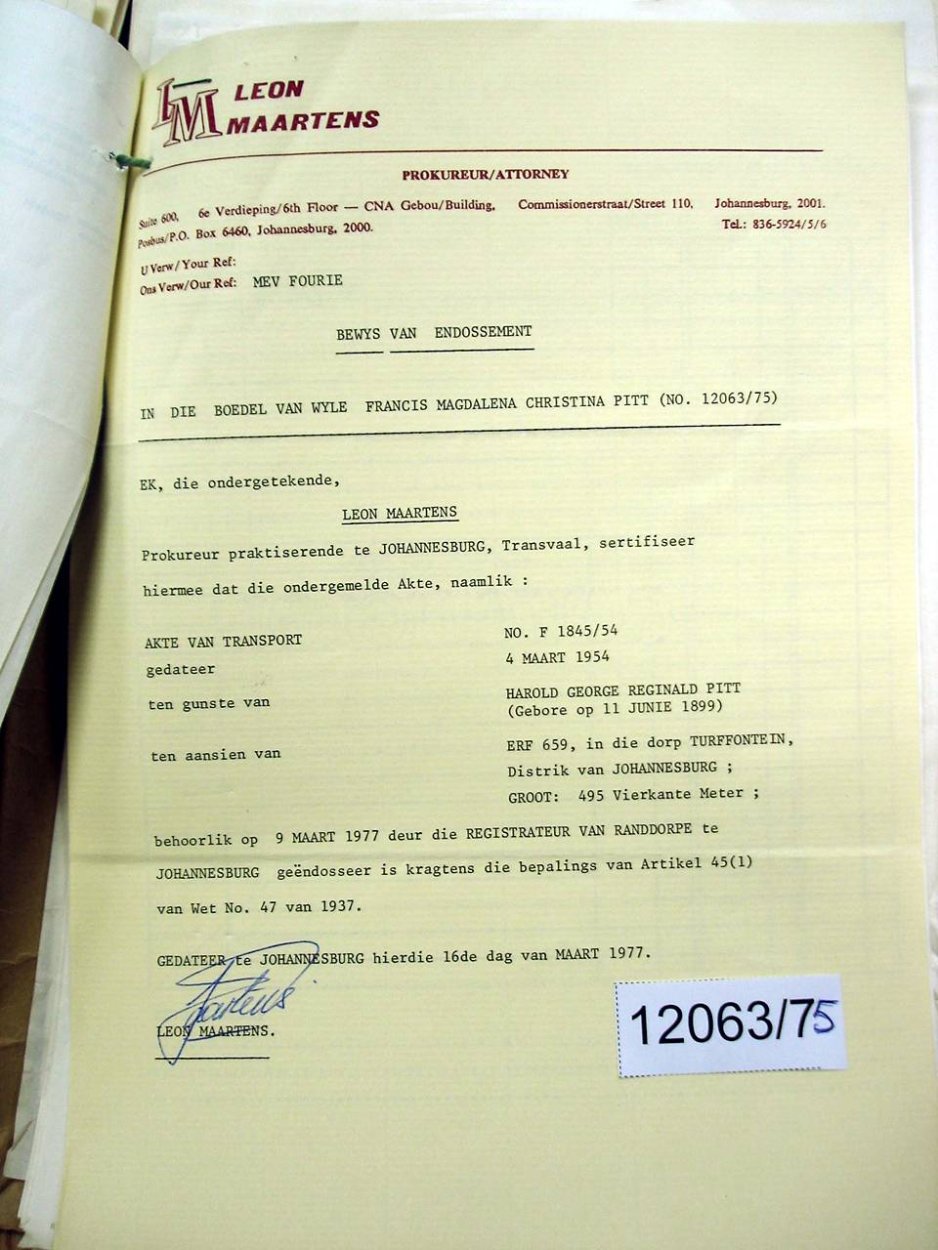 LM LEON
MAARTENS
PROKUREUR/ATTORNEY
Suite 600, 6e Verdieping/6th Floor — CNA Gebou/Building, Commissionerstraat/Street 110, Johannesburg, 2001.
Posbus/P.O. Box 6460, Johannesburg, 2000. Tel.: 836-5924/5/6
U Verw/Your Ref:
Ons Verw/Our Ref: MEV FOURIE
BEWYS VAN ENDOSSEMENT
IN DIE BOEDEL VAN WYLE FRANCIS MAGDALENA CHRISTINA PITT (NO. 12063/75)
EK, die ondergetekende,
LEON MAARTENS
Prokureur praktiserende te JOHANNESBURG, Transvaal, sertifiseer
hiermee dat die ondergemelde Akte, naamlik :
AKTE VAN TRANSPORT NO. F 1845/54
gedateer 4 MAART 1954
ten gunste van HAROLD GEORGE REGINALD PITT
(Gebore op 11 JUNIE 1899)
ten aansien van ERF 659, in die dorp TURFFONTEIN,
Distrik van JOHANNESBURG ;
GROOT: 495 Vierkante Meter ;
behoorlik op 9 MAART 1977 deur die REGISTRATEUR VAN RANDDORPE te
JOHANNESBURG geëndosseer is kragtens die bepalings van Artikel 45(1)
van Wet No. 47 van 1937.
GEDATEER te JOHANNESBURG hierdie 16de dag van MAART 1977.
LEON MAARTENS.
12063/75